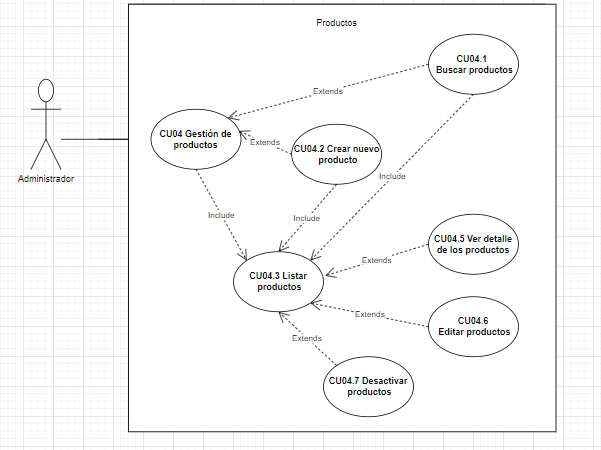 Productos
CU04.1
Buscar productos
Extends
CU04 Gestión de
productos
Extends
CU04.2 Crear nuevo
producto
Administrador
Include
Include
Include
CU04.5 Ver detalle
de los productos
Extends
CU04.3 Listar
productos
Extends
CU04.6
Editar productos
Extends
CU04.7 Desactivar
productos